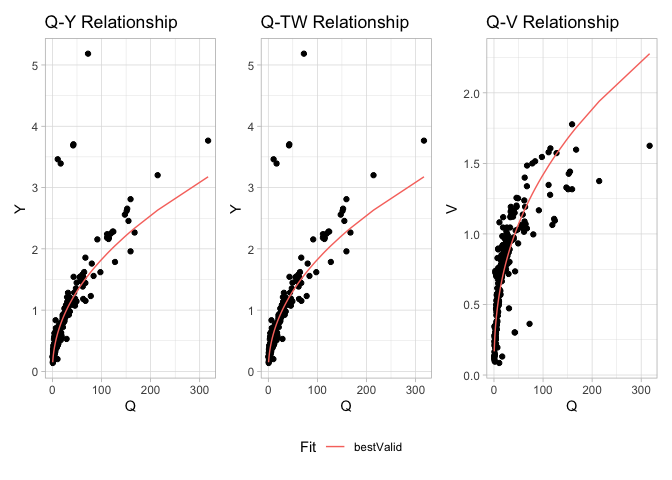 Q-Y Relationship
Y
5
4
3
2
1
0
0 100 200 300
Q
Q-TW Relationship
Y
5
4
3
2
1
0
0 100 200 300
Q
Q-V Relationship
V
2.0
1.5
1.0
0.5
0.0
0 100 200 300
Q
Fit bestValid